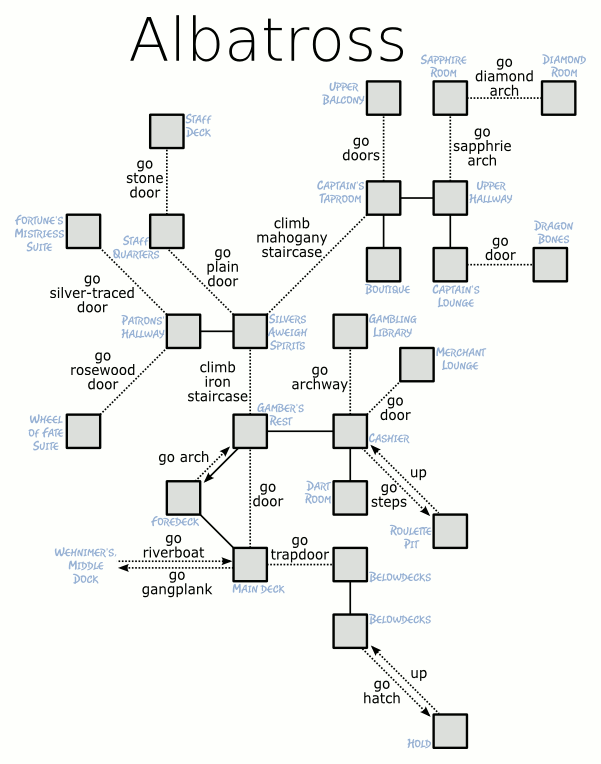 Albatross
Sapphire
Room
go
diamond
arch
Diamond
Room
Upper
Balcony
Staff
Deck
go
doors
go
sapphrie
arch
go
stone
door
Captain's
Taproom
Upper
Hallway
Fortune's
Mistriess
Suite
Staff
Quarters
climb
mahogany
staircase
go
plain
door
go
door
Dragon
Bones
Boutique
Captain's
Lounge
go
silver-traced
door
Patrons'
Hallway
Silvers
Aweigh
Spirits
Gambling
Library
go
rosewood
door
climb
iron
staircase
go
archway
Merchant
Lounge
go
door
Wheel
of Fate
Suite
Gamber's
Rest
Cashier
go arch
go
door
Dart
Room
go
steps
up
Foredeck
Roulette
Pit
Wehnimer's,
Middle
Dock
go
riverboat
go
gangplank
go
trapdoor
Main Deck
Belowdecks
Belowdecks
go
hatch
up
Hold